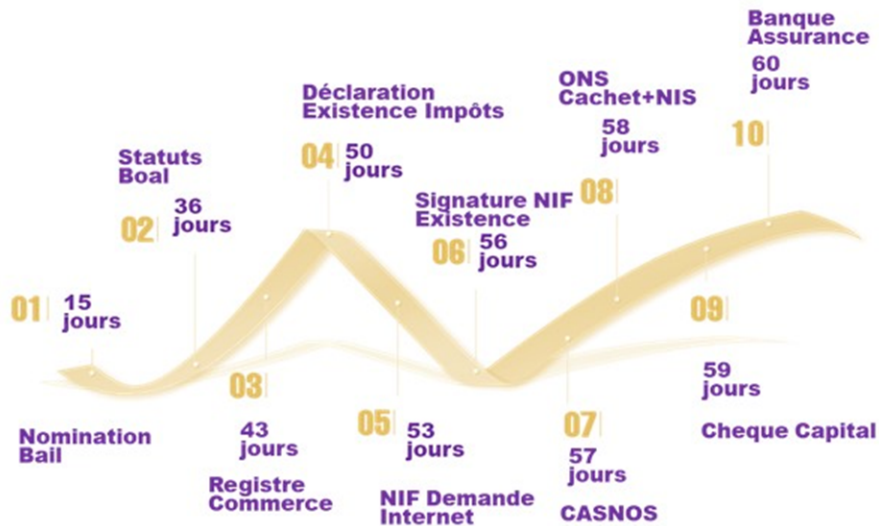 01
15
jours
Nomination
Bail
Statuts
Boal
02
36
jours
03
43
jours
Registre
Commerce
Déclaration
Existence Impôts
04
50
jours
05
53
jours
NIF Demande
Internet
Signature NIF
Existence
06
56
jours
07
57
jours
CASNOS
ONS
Cachet+NIS
58
jours
08
09
59
jours
Cheque Capital
Banque
Assurance
60
jours
10